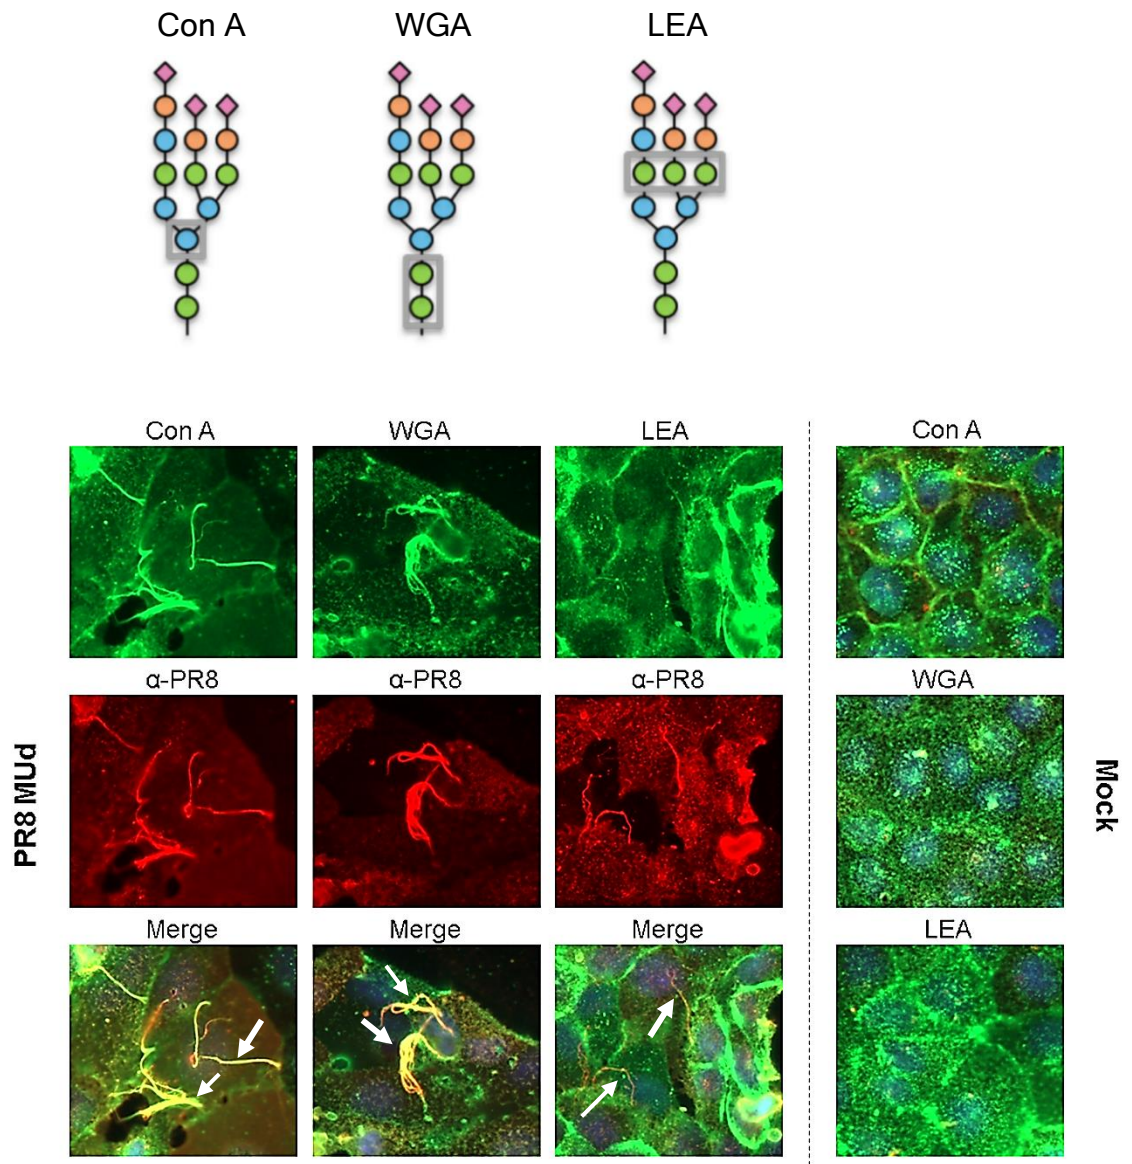 Con A WGA LEA
Con A WGA LEA Con A
α-PR8 α-PR8 α-PR8 WGA
PR8 MUd
Mock
Merge Merge Merge LEA